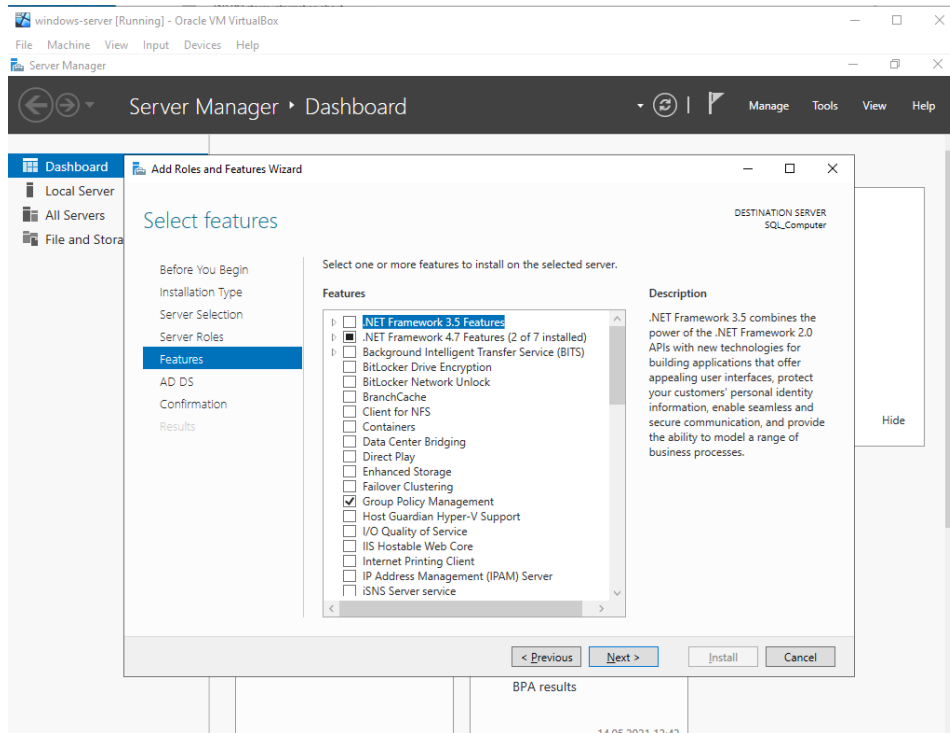 windows-server [Running] - Oracle VM VirtualBox
File Machine View Input Devices Help
Server Manager
Server Manager Dashboard
Manage Tools View Help
Dashboard
Local Server
All Servers
File and Stora
Add Roles and Features Wizard
Select features
DESTINATION SERVER
SQL_Computer
Before You Begin
Installation Type
Server Selection
Server Roles
Features
AD DS
Confirmation
Results
Select one or more features to install on the selected server.
Features
.NET Framework 3.5 Features
.NET Framework 4.7 Features (2 of 7 installed)
Background Intelligent Transfer Service (BITS)
BitLocker Drive Encryption
BitLocker Network Unlock
BranchCache
Client for NFS
Containers
Data Center Bridging
Direct Play
Enhanced Storage
Failover Clustering
Group Policy Management
Host Guardian Hyper-V Support
I/O Quality of Service
IIS Hostable Web Core
Internet Printing Client
IP Address Management (IPAM) Server
iSNS Server service
Description
.NET Framework 3.5 combines the
power of the .NET Framework 2.0
APIs with new technologies for
building applications that offer
appealing user interfaces, protect
your customers' personal identity
information, enable seamless and
secure communication, and provide
the ability to model a range of
business processes.
Hide
< Previous Next > Install Cancel
BPA results
14.05.2021 13:43